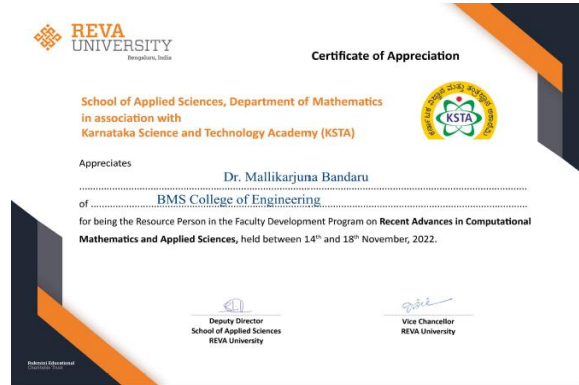 REVA
UNIVERSITY
Bengaluru, India
Certificate of Appreciation
School of Applied Sciences, Department of Mathematics
in association with
Karnataka Science and Technology Academy (KSTA)
KSTA
Appreciates
Dr. Mallikarjuna Bandaru
of BMS College of Engineering
for being the Resource Person in the Faculty Development Program on Recent Advances in Computational
Mathematics and Applied Sciences, held between 14th and 18th November, 2022.
Deputy Director
School of Applied Sciences
REVA University
Vice Chancellor
REVA University
Rukmini Educational
Charitable Trust